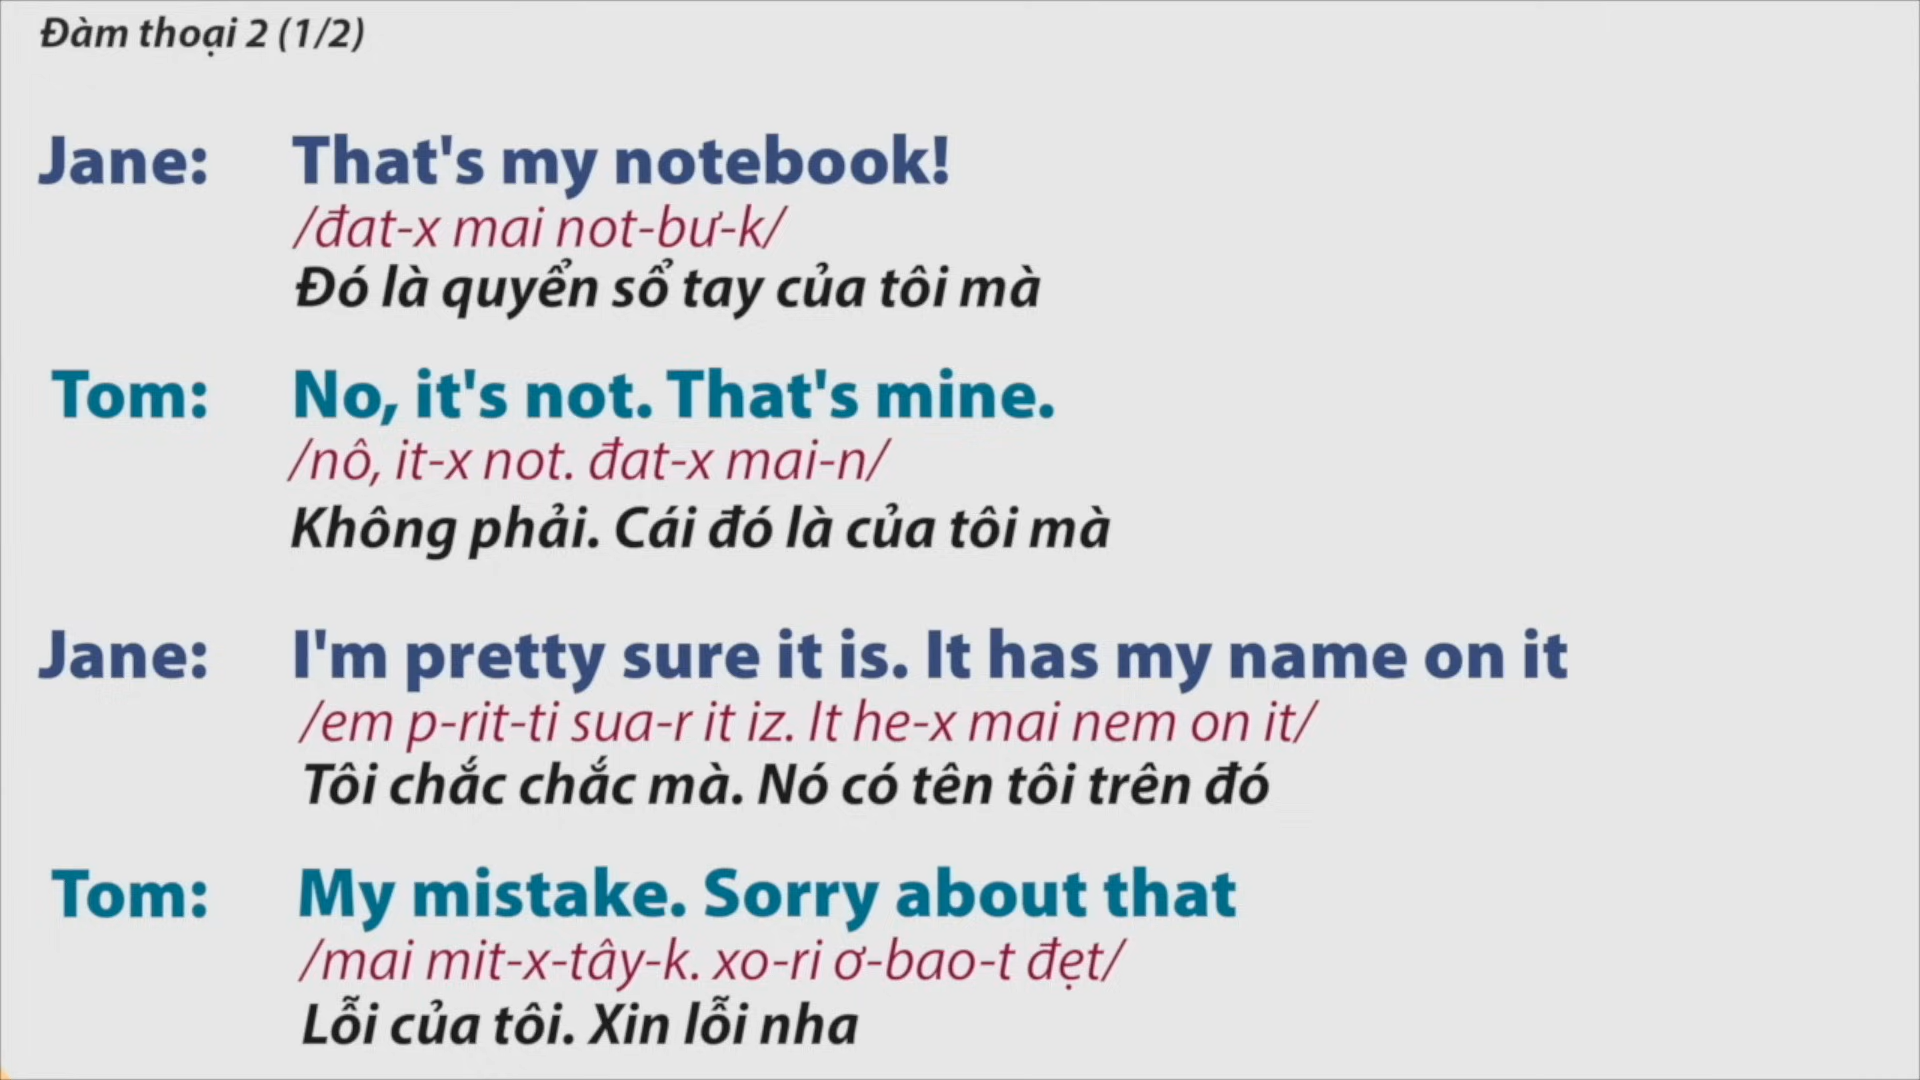 Đàm thoại 2 (1/2)
Jane: That's my notebook!
/đat-x mai not-bư-k/
Đó là quyển sổ tay của tôi mà
Tom: No, it's not. That's mine.
/nô, it-x not. đat-x mai-n/
Không phải. Cái đó là của tôi mà
Jane: I'm pretty sure it is. It has my name on it
/em p-rit-ti sua-r it iz. It he-x mai nem on it/
Tôi chắc chắc mà. Nó có tên tôi trên đó
Tom: My mistake. Sorry about that
/mai mit-x-tây-k. xo-ri ơ-bao-t đẹt/
Lỗi của tôi. Xin lỗi nha